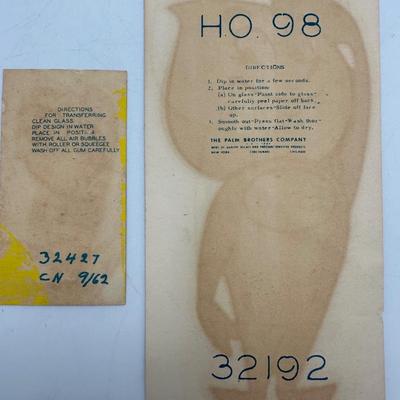 DIRECTIONS
FOR TRANSFERRING
CLEAN GLASS
DIP DESIGN IN WATER
PLACE IN POSITI
REMOVE ALL AIR BUBBLES
WITH ROLLER OR SQUEEGEE
WASH OFF ALL GUM CAREFULLY
32427
CN 9/62
H.O. 98
DIRECTIONS
1. Dip in water for a few seconds.
2. Place in position:
(a) On glass-Paint side to glass-
carefully peel paper off back.
(b) Other surfaces-Slide off face
up.
3. Smooth out-Press flat-Wash thor-
oughly with water-Allow to dry.
THE PALM BROTHERS COMPANY
NEW YORK CINCINNATI CHICAGO
32192